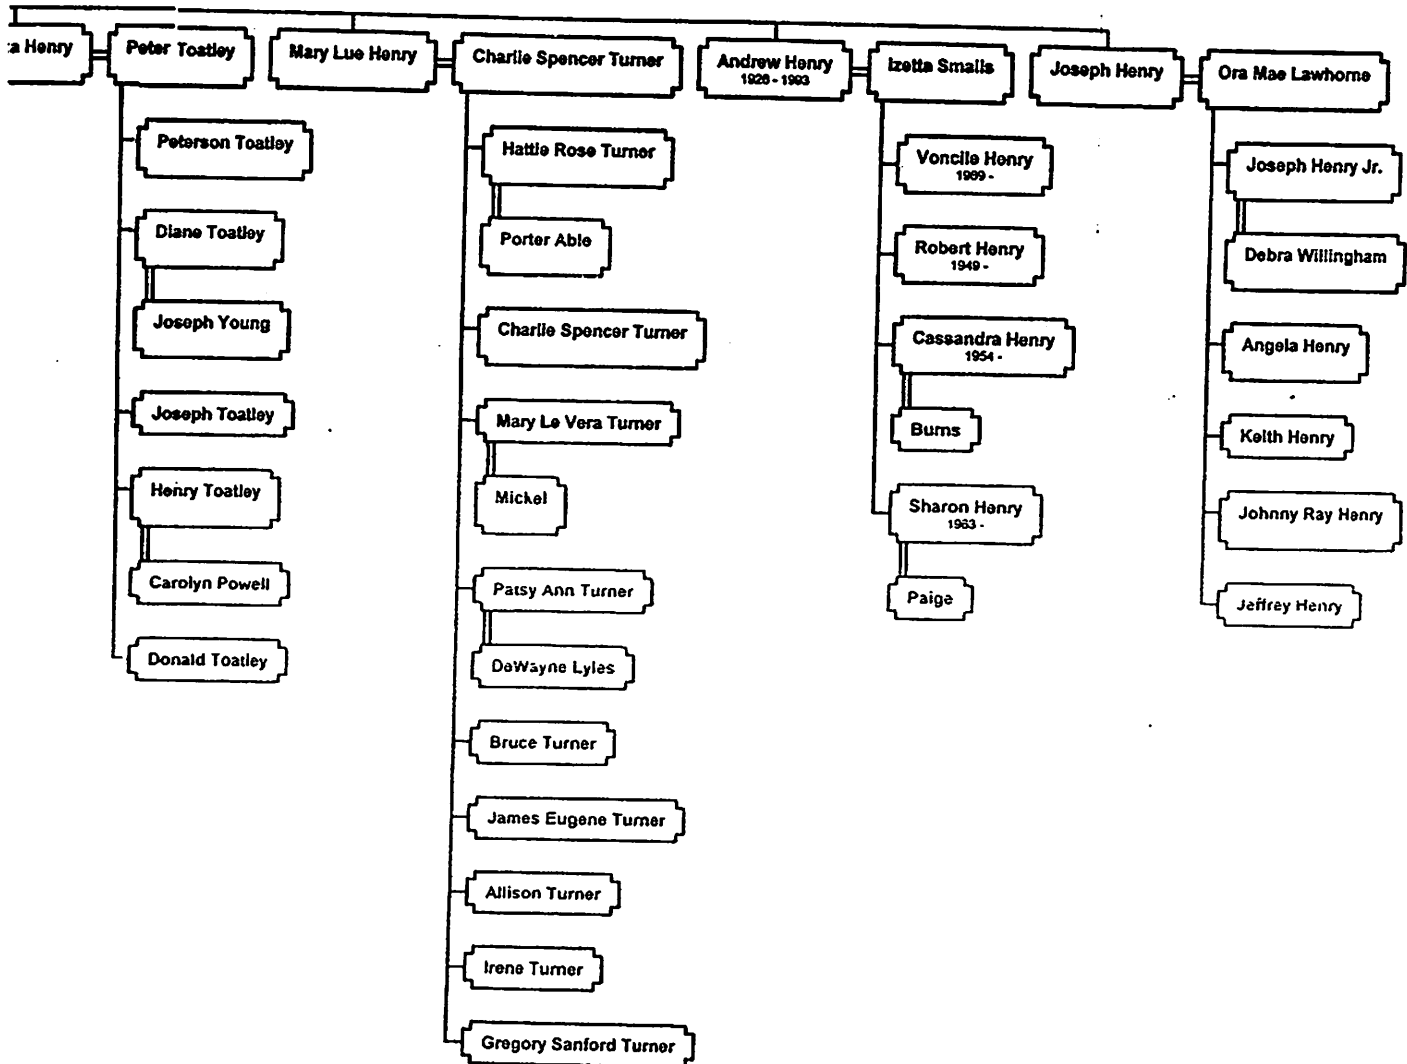 za Henry
Peter Toatley
Mary Lue Henry
Charlie Spencer Turner
Andrew Henry
1926 - 1993
Izetta Smalls
Joseph Henry
Ora Mae Lawhorne
Peterson Toatley
Diane Toatley
Joseph Young
Joseph Toatley
Henry Toatley
Carolyn Powell
Donald Toatley
Hattie Rose Turner
Porter Able
Charlie Spencer Turner
Mary Le Vera Turner
Mickel
Patsy Ann Turner
DeWayne Lyles
Bruce Turner
James Eugene Turner
Allison Turner
Irene Turner
Gregory Sanford Turner
Voncile Henry
1969 -
Robert Henry
1949 -
Cassandra Henry
1954 -
Burns
Sharon Henry
1963 -
Paige
Joseph Henry Jr.
Debra Willingham
Angela Henry
Keith Henry
Johnny Ray Henry
Jeffrey Henry